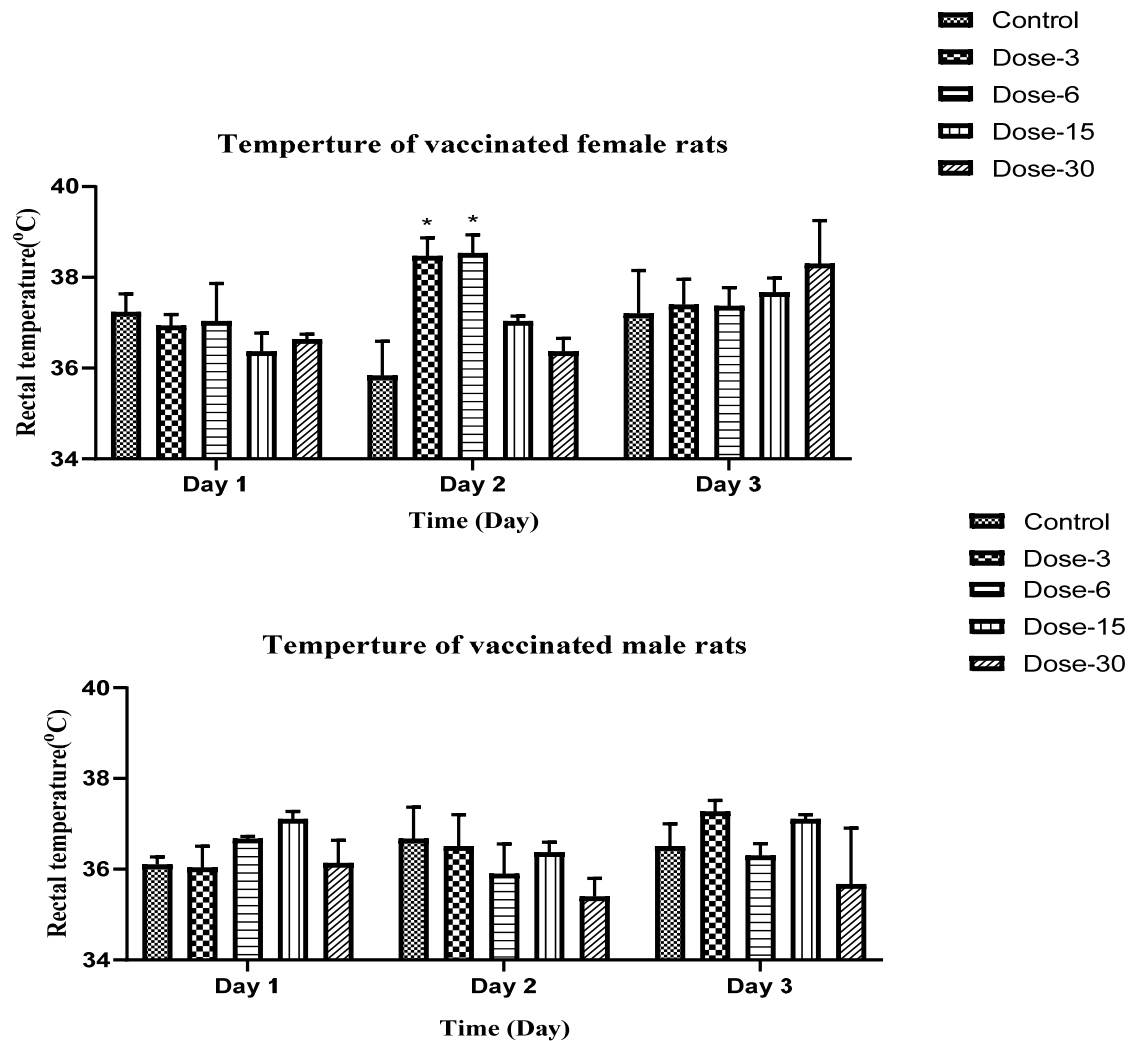 Control
Dose-3
Dose-6
Dose-15
Dose-30
Temperture of vaccinated female rats
Rectal temperature(⁰C)
40
38
36
34
* *
Day 1 Day 2 Day 3
Time (Day)
Control
Dose-3
Dose-6
Dose-15
Dose-30
Temperture of vaccinated male rats
Rectal temperature(⁰C)
40
38
36
34
Day 1 Day 2 Day 3
Time (Day)